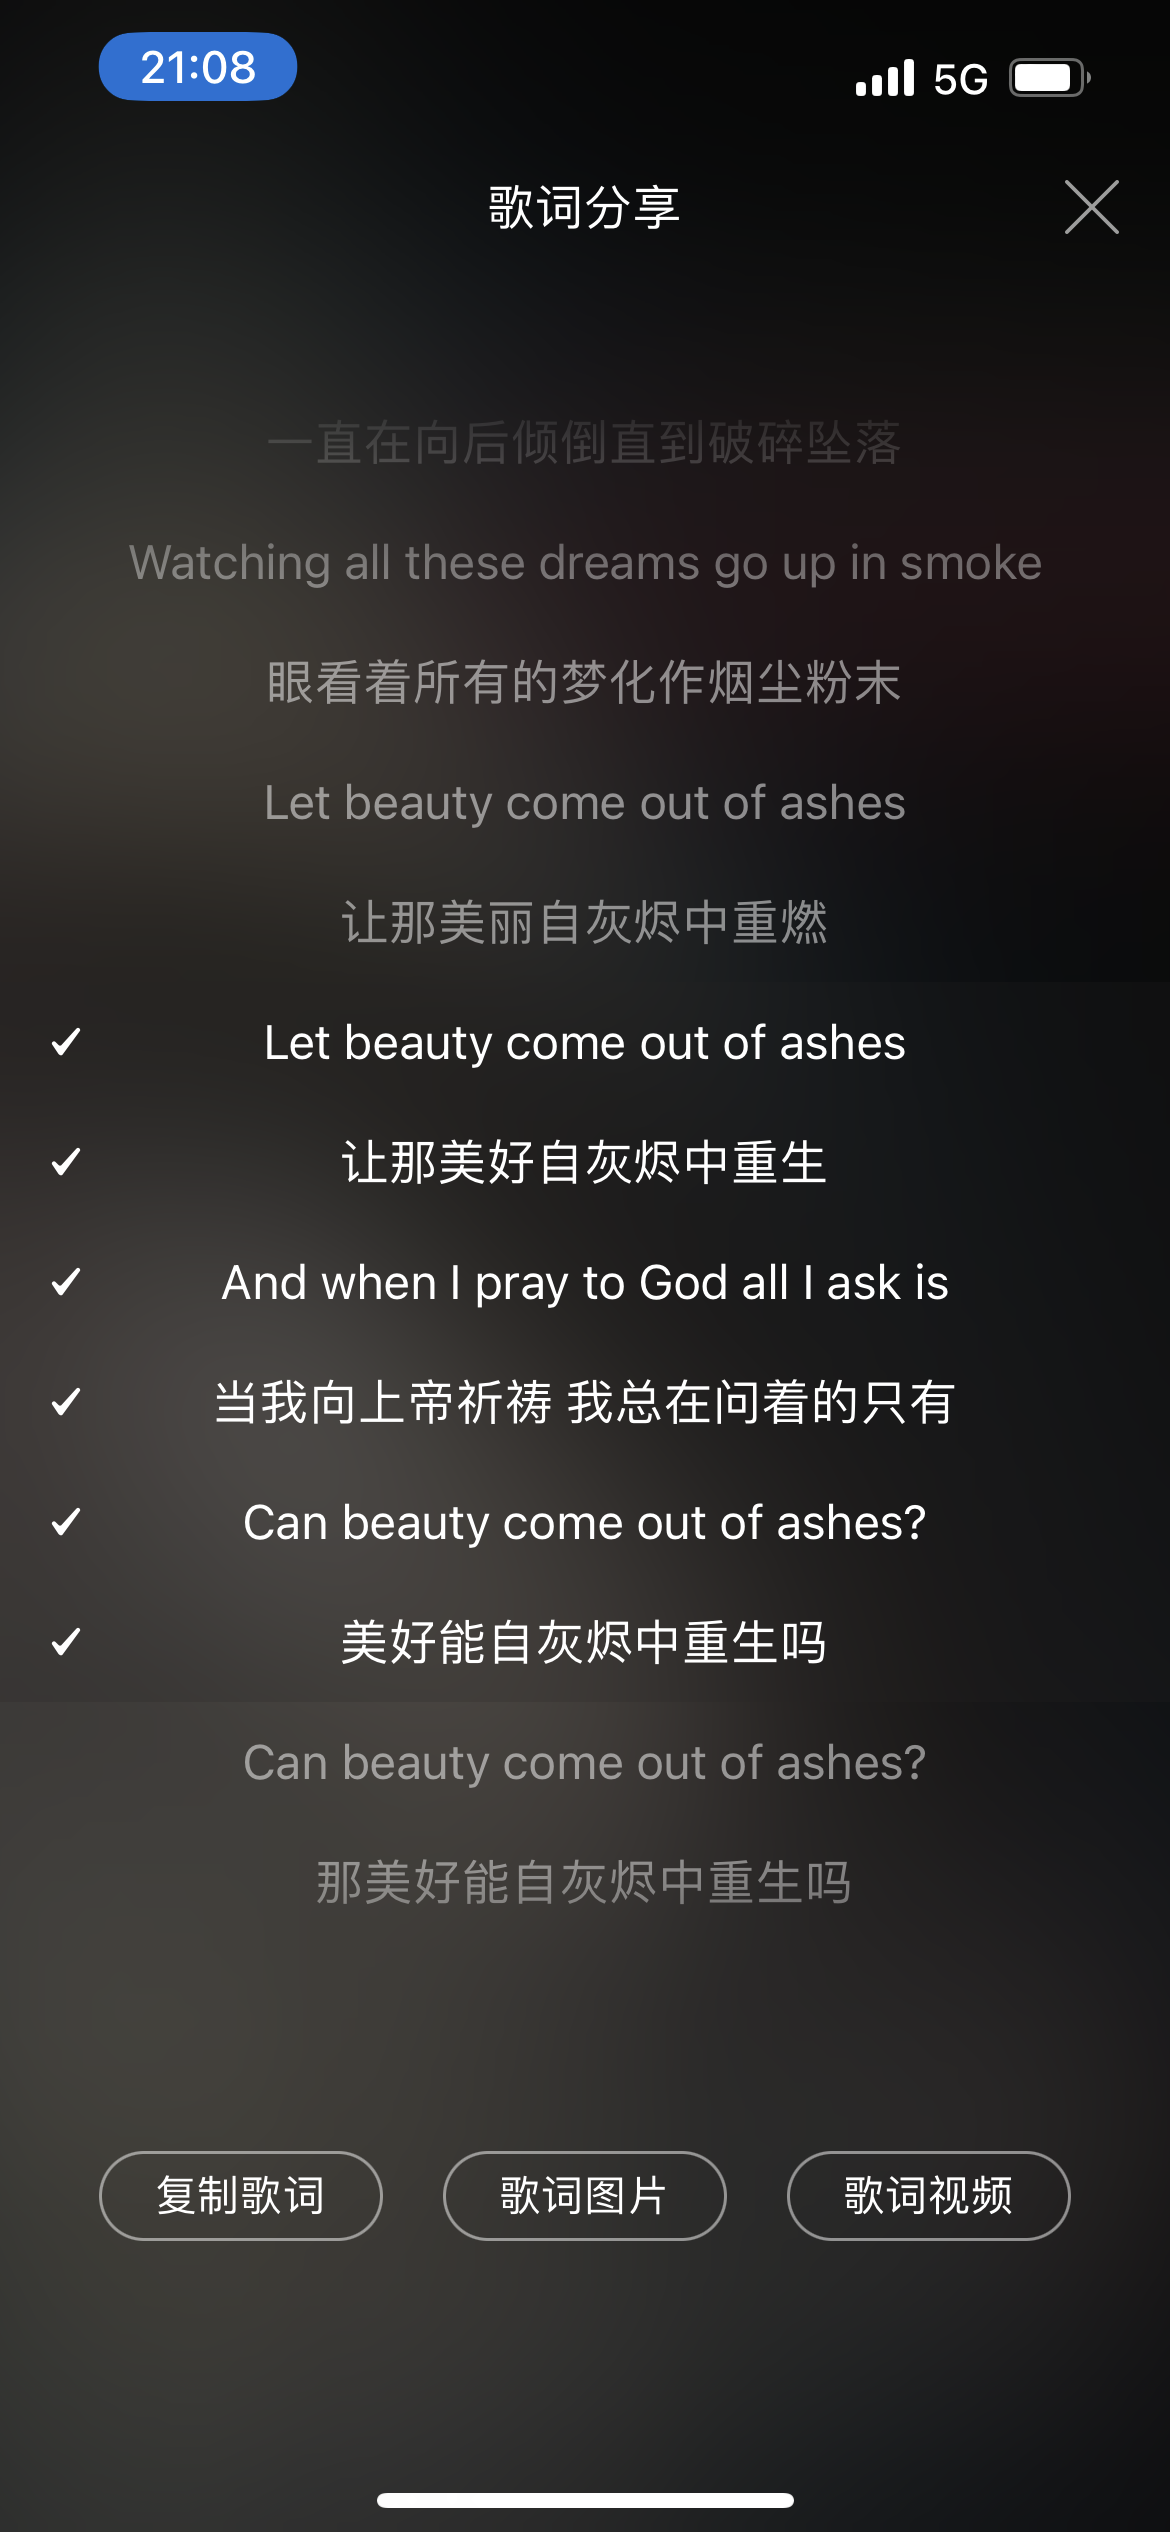 21:08
5G
歌词分享
一直在向后倾倒直到破碎坠落
Watching all these dreams go up in smoke
眼看着所有的梦化作烟尘粉末
Let beauty come out of ashes
让那美丽自灰烬中重燃
Let beauty come out of ashes
让那美好自灰烬中重生
And when I pray to God all I ask is
当我向上帝祈祷 我总在问着的只有
Can beauty come out of ashes?
美好能自灰烬中重生吗
Can beauty come out of ashes?
那美好能自灰烬中重生吗
复制歌词
歌词图片
歌词视频